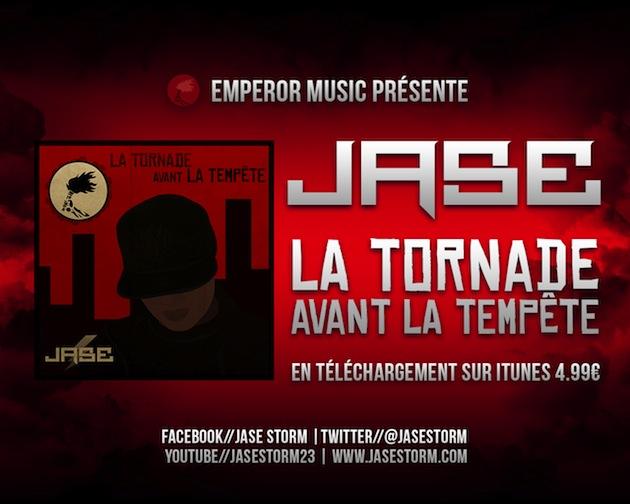 EMPEROR MUSIC PRÉSENTE
LA TORNADE
AVANT LA TEMPÊTE
JASE
JASE
LA TORNADE
AVANT LA TEMPÊTE
EN TÉLÉCHARGEMENT SUR ITUNES 4.99€
FACEBOOK//JASE STORM | TWITTER//@JASESTORM
YOUTUBE//JASESTORM23 | WWW.JASESTORM.COM